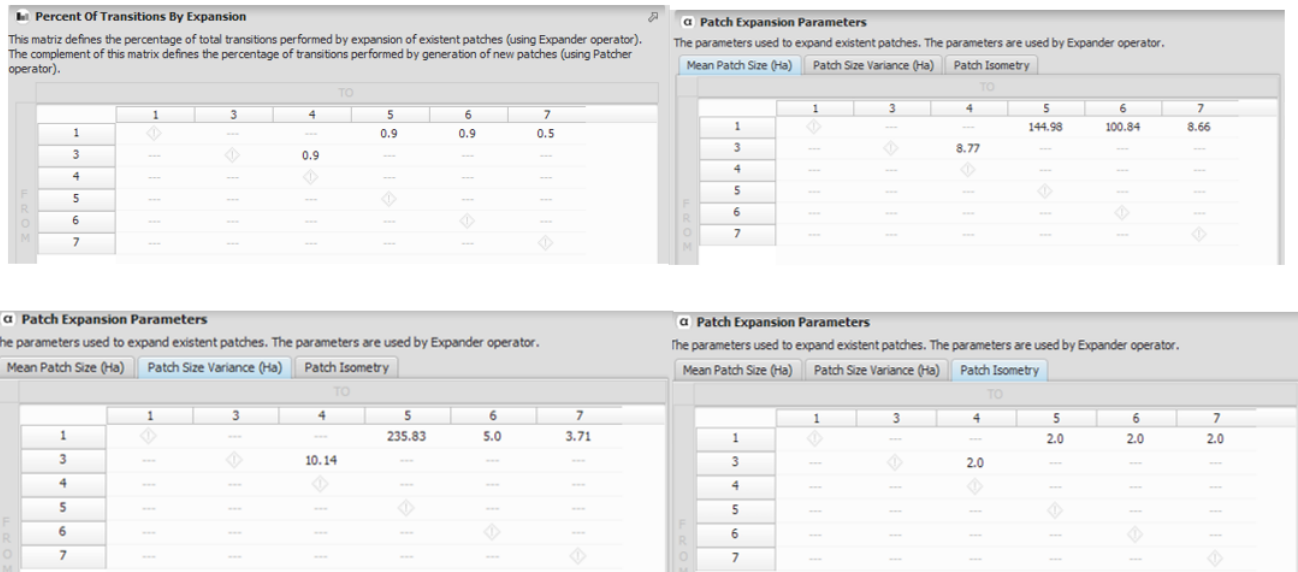 Percent Of Transitions By Expansion
This matriz defines the percentage of total transitions performed by expansion of existent patches (using Expander operator).
The complement of this matrix defines the percentage of transitions performed by generation of new patches (using Patcher
operator).
TO
1 3 4 5 6 7
1 --- --- 0.9 0.9 0.5
3 --- 0.9 --- --- ---
4 --- --- --- --- ---
5 --- --- --- --- ---
6 --- --- --- --- ---
7 --- --- --- --- ---
FROM
α Patch Expansion Parameters
The parameters used to expand existent patches. The parameters are used by Expander operator.
Mean Patch Size (Ha) Patch Size Variance (Ha) Patch Isometry
TO
1 3 4 5 6 7
1 --- --- 144.98 100.84 8.66
3 --- 8.77 --- --- ---
4 --- --- --- --- ---
5 --- --- --- --- ---
6 --- --- --- --- ---
7 --- --- --- --- ---
FROM
α Patch Expansion Parameters
he parameters used to expand existent patches. The parameters are used by Expander operator.
Mean Patch Size (Ha) Patch Size Variance (Ha) Patch Isometry
TO
1 3 4 5 6 7
1 --- --- 235.83 5.0 3.71
3 --- 10.14 --- --- ---
4 --- --- --- --- ---
5 --- --- --- --- ---
6 --- --- --- --- ---
7 --- --- --- --- ---
FROM
α Patch Expansion Parameters
The parameters used to expand existent patches. The parameters are used by Expander operator.
Mean Patch Size (Ha) Patch Size Variance (Ha) Patch Isometry
TO
1 3 4 5 6 7
1 --- --- 2.0 2.0 2.0
3 --- 2.0 --- --- ---
4 --- --- --- --- ---
5 --- --- --- --- ---
6 --- --- --- --- ---
7 --- --- --- --- ---
FROM